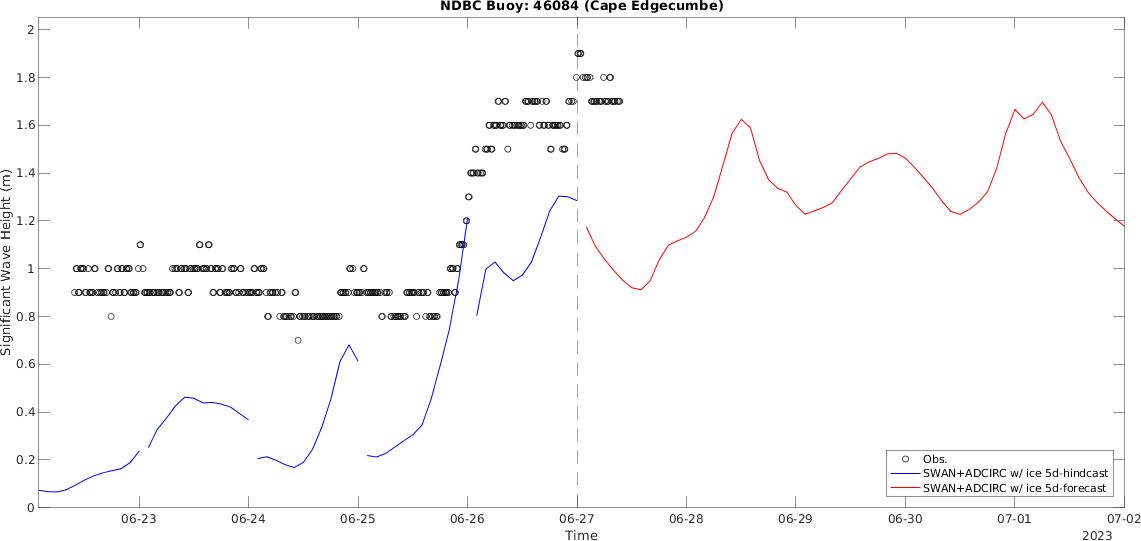 NDBC Buoy: 46084 (Cape Edgecumbe)
2
1.8
1.6
1.4
1.2
1
0.8
0.6
0.4
0.2
0
Significant Wave Height (m)
Obs.
SWAN+ADCIRC w/ ice 5d-hindcast
SWAN+ADCIRC w/ ice 5d-forecast
06-23 06-24 06-25 06-26 06-27 06-28 06-29 06-30 07-01 07-02
Time
2023